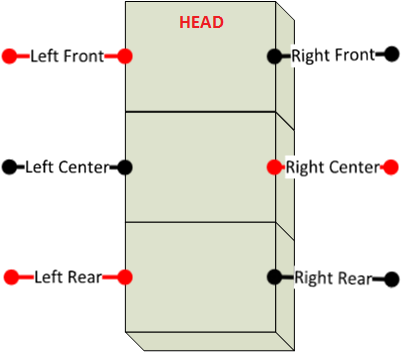 HEAD
Left Front
Right Front
Left Center
Right Center
Left Rear
Right Rear